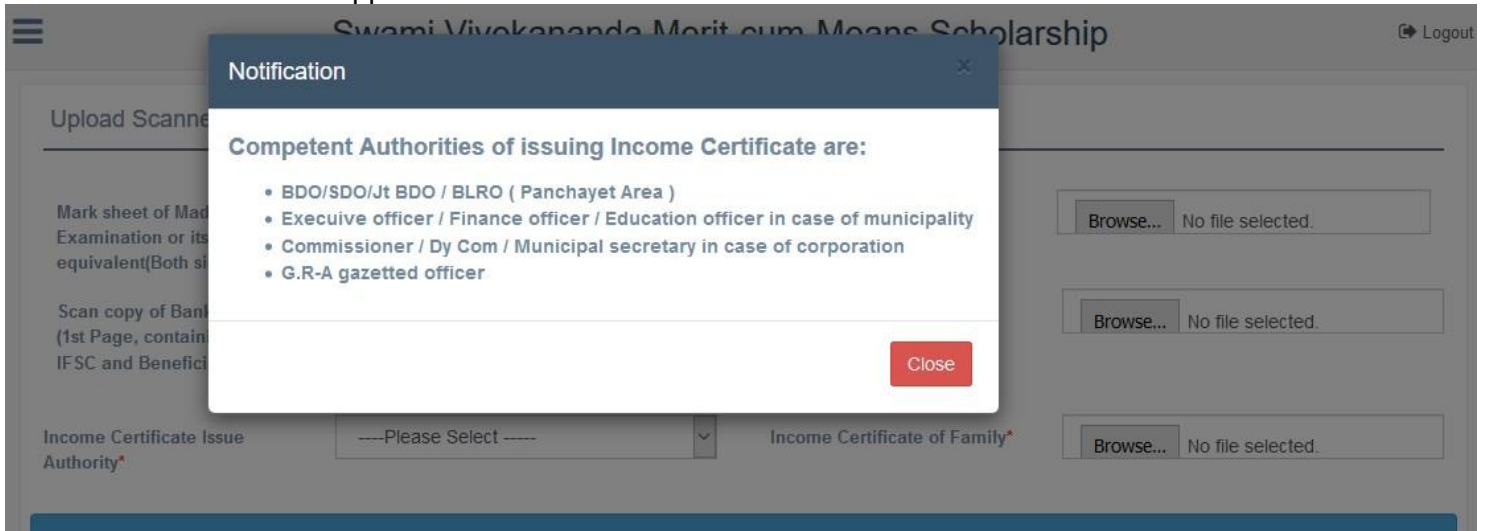 Swami Vivekananda Merit-cum-Means Scholarship
Logout
Notification
×
Upload Scanne
Competent Authorities of issuing Income Certificate are:
• BDO/SDO/Jt BDO / BLRO ( Panchayet Area )
• Execuive officer / Finance officer / Education officer in case of municipality
• Commissioner / Dy Com / Municipal secretary in case of corporation
• G.R-A gazetted officer
Mark sheet of Mad
Examination or its
equivalent(Both si
Browse... No file selected.
Scan copy of Bank
(1st Page, contain
IFSC and Benefici
Browse... No file selected.
Close
Income Certificate Issue
Authority*
----Please Select -----
Income Certificate of Family*
Browse... No file selected.